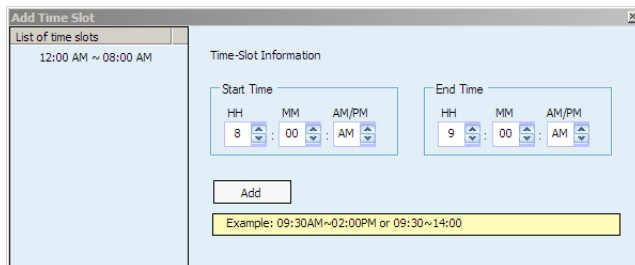 Add Time Slot
List of time slots
12:00 AM ~ 08:00 AM
Time-Slot Information
Start Time
End Time
HH MM AM/PM
HH MM AM/PM
8 : 00 : AM
9 : 00 : AM
Add
Example: 09:30AM~02:00PM or 09:30~14:00